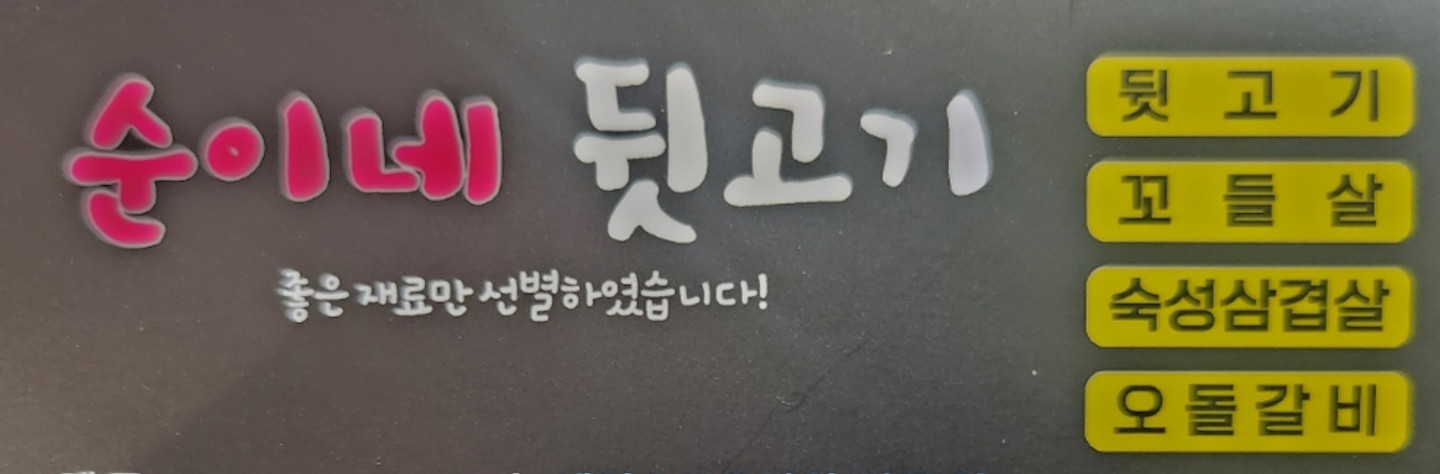 순이네 뒷고기
좋은 재료만 선별하였습니다!
뒷고기
꼬들살
숙성삼겹살
오돌갈비